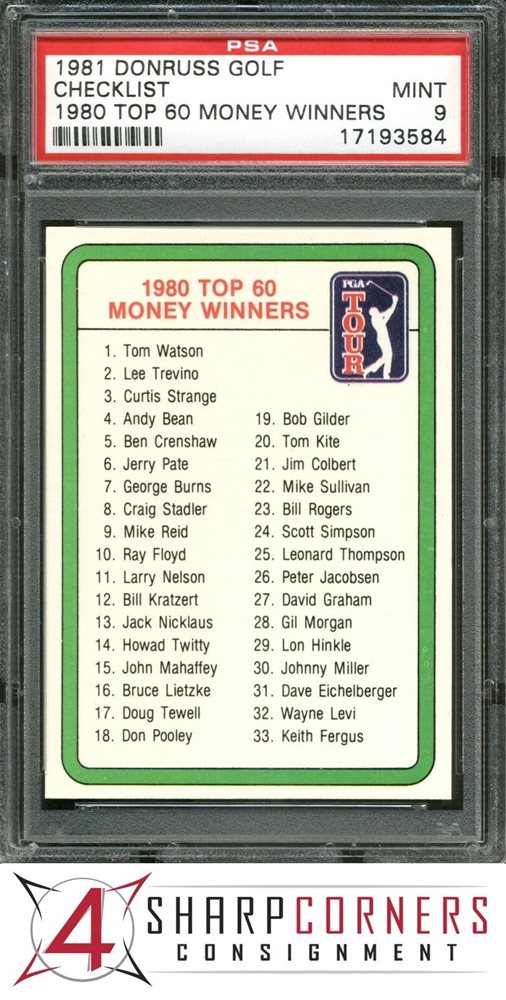 PSA
1981 DONRUSS GOLF
CHECKLIST MINT
1980 TOP 60 MONEY WINNERS 9
17193584
1980 TOP 60
MONEY WINNERS
PGA
TOUR
1. Tom Watson
2. Lee Trevino
3. Curtis Strange
4. Andy Bean
5. Ben Crenshaw
6. Jerry Pate
7. George Burns
8. Craig Stadler
9. Mike Reid
10. Ray Floyd
11. Larry Nelson
12. Bill Kratzert
13. Jack Nicklaus
14. Howad Twitty
15. John Mahaffey
16. Bruce Lietzke
17. Doug Tewell
18. Don Pooley
19. Bob Gilder
20. Tom Kite
21. Jim Colbert
22. Mike Sullivan
23. Bill Rogers
24. Scott Simpson
25. Leonard Thompson
26. Peter Jacobsen
27. David Graham
28. Gil Morgan
29. Lon Hinkle
30. Johnny Miller
31. Dave Eichelberger
32. Wayne Levi
33. Keith Fergus
4 SHARPCORNERS
CONSIGNMENT